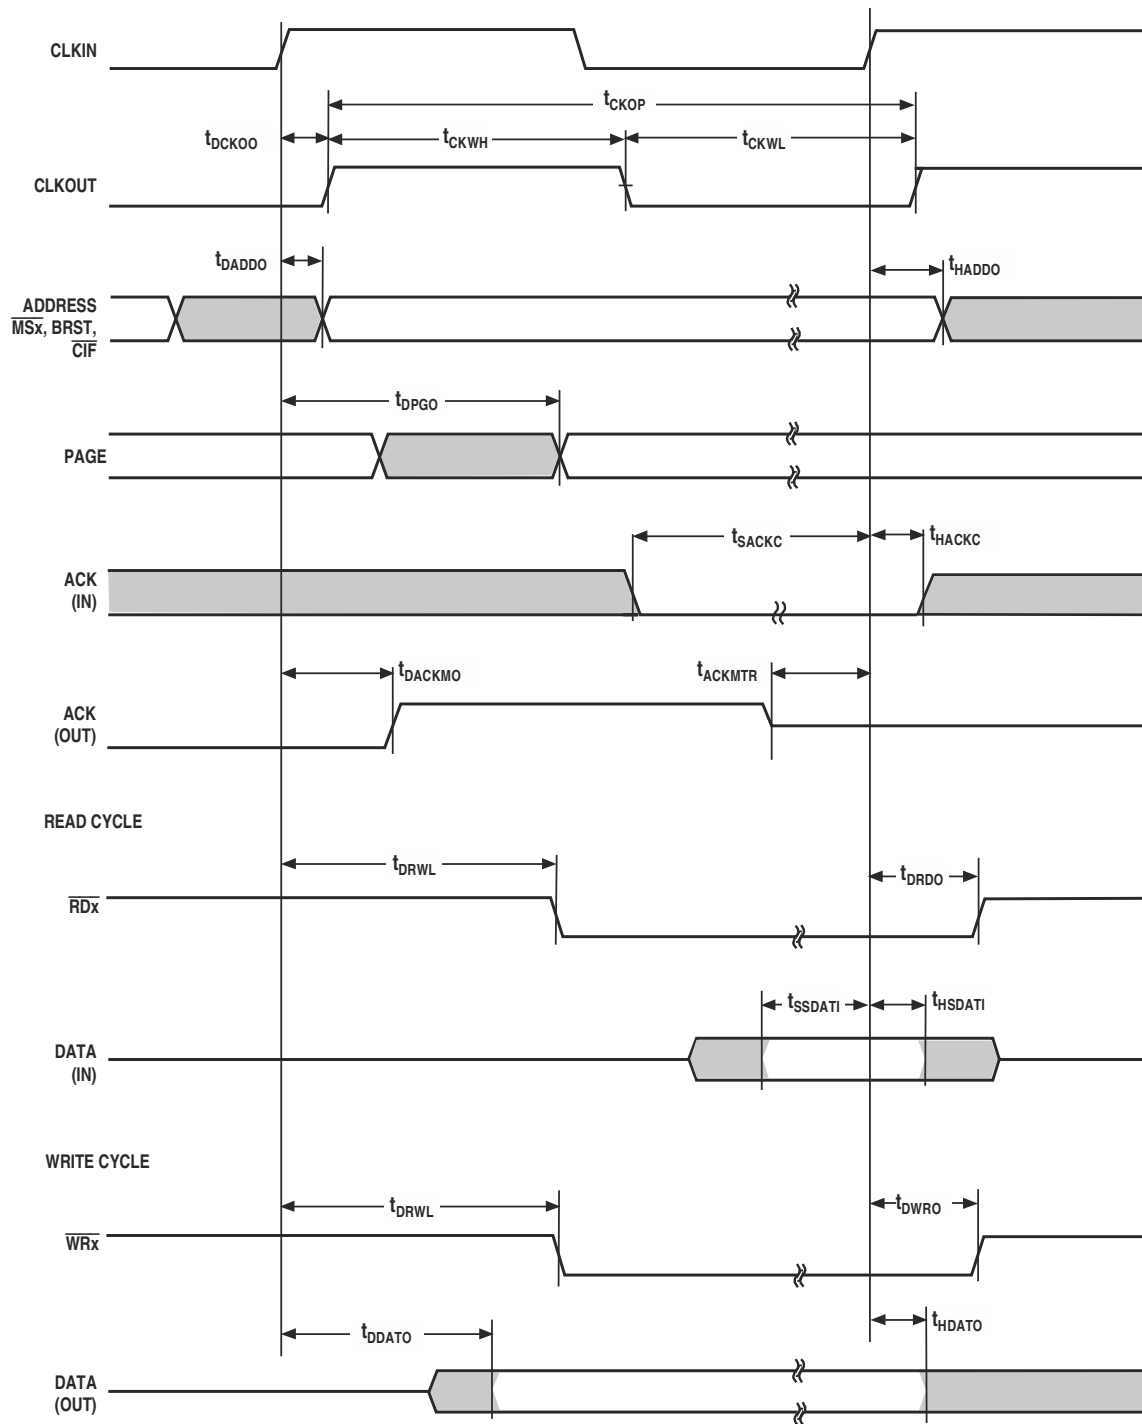 CLKIN
tCKOP
tDCKOO
tCKWH
tCKWL
CLKOUT
tDADDO
tHADDO
ADDRESS
MSx, BRST,
CIF
tDPGO
PAGE
tSACKC
tHACKC
ACK
(IN)
tDACKMO
tACKMTR
ACK
(OUT)
READ CYCLE
tDRWL
tDRDO
RDx
tSSDATI
tHSDATI
DATA
(IN)
WRITE CYCLE
tDRWL
tDWRO
WRx
tHDATO
tDDATO
DATA
(OUT)